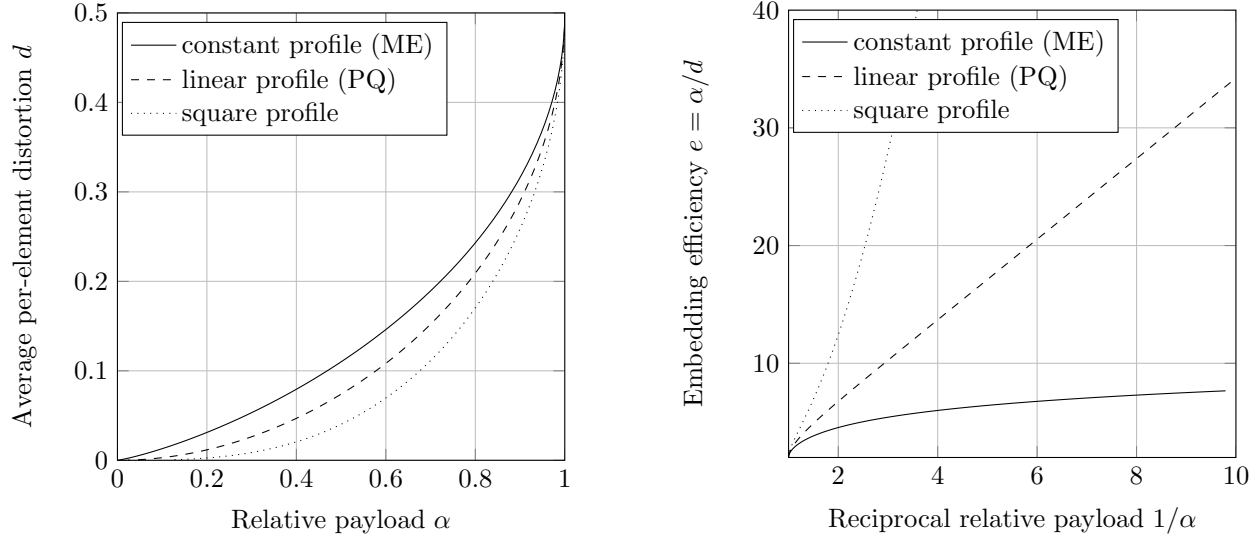 Average per-element distortion d
0.5
0.4
0.3
0.2
0.1
0
constant profile (ME)
linear profile (PQ)
square profile
0 0.2 0.4 0.6 0.8 1
Relative payload α
Embedding efficiency e = α/d
40
30
20
10
constant profile (ME)
linear profile (PQ)
square profile
2 4 6 8 10
Reciprocal relative payload 1/α